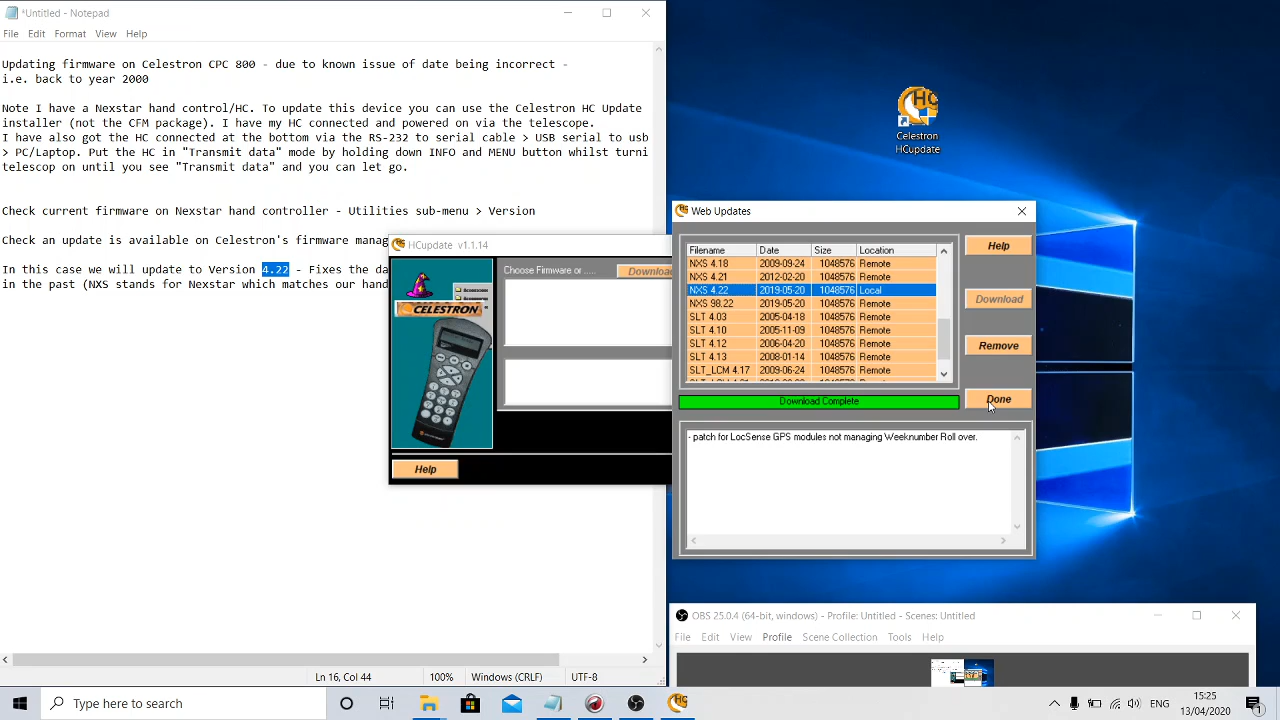 *Untitled - Notepad
File Edit Format View Help
Updating firmware on Celestron CPC 800 - due to known issue of date being incorrect -
i.e. back to year 2000
Note I have a Nexstar hand control/HC. To update this device you can use the Celestron HC Update
installer (not the CFM package). I have my HC connected and powered on via the telescope.
I have also got the HC connected at the bottom via the RS-232 to serial cable > USB serial to usb
> PC/Laptop. Put the HC in "Transmit data" mode by holding down INFO and MENU button whilst turni
telescop on until you see "Transmit data" and you can let go.
Check current firmware on Nexstar hand controller - Utilities sub-menu > Version
Check an update is available on Celestron's firmware manag
In this case we will update to Version 4.22 - Fixes the da
in the past (NXS stands for Nexstar which matches our hand
Ln 16, Col 44 100% Windows (CRLF) UTF-8
HC
Celestron
HCupdate
HCupdate v1.1.14
Choose Firmware or ..... Download
CELESTRON
Help
Web Updates
Filename Date Size Location
NXS 4.18 2009-09-24 1048576 Remote
NXS 4.21 2012-02-20 1048576 Remote
NXS 4.22 2019-05-20 1048576 Local
NXS 98.22 2019-05-20 1048576 Remote
SLT 4.03 2005-04-18 1048576 Remote
SLT 4.10 2005-11-09 1048576 Remote
SLT 4.12 2006-04-20 1048576 Remote
SLT 4.13 2008-01-14 1048576 Remote
SLT_LCM 4.17 2009-06-24 1048576 Remote
Help
Download
Remove
Done
Download Complete
- patch for LocSense GPS modules not managing Weeknumber Roll over.
OBS 25.0.4 (64-bit, windows) - Profile: Untitled - Scenes: Untitled
File Edit View Profile Scene Collection Tools Help
Type here to search
15:25
13/04/2020
1